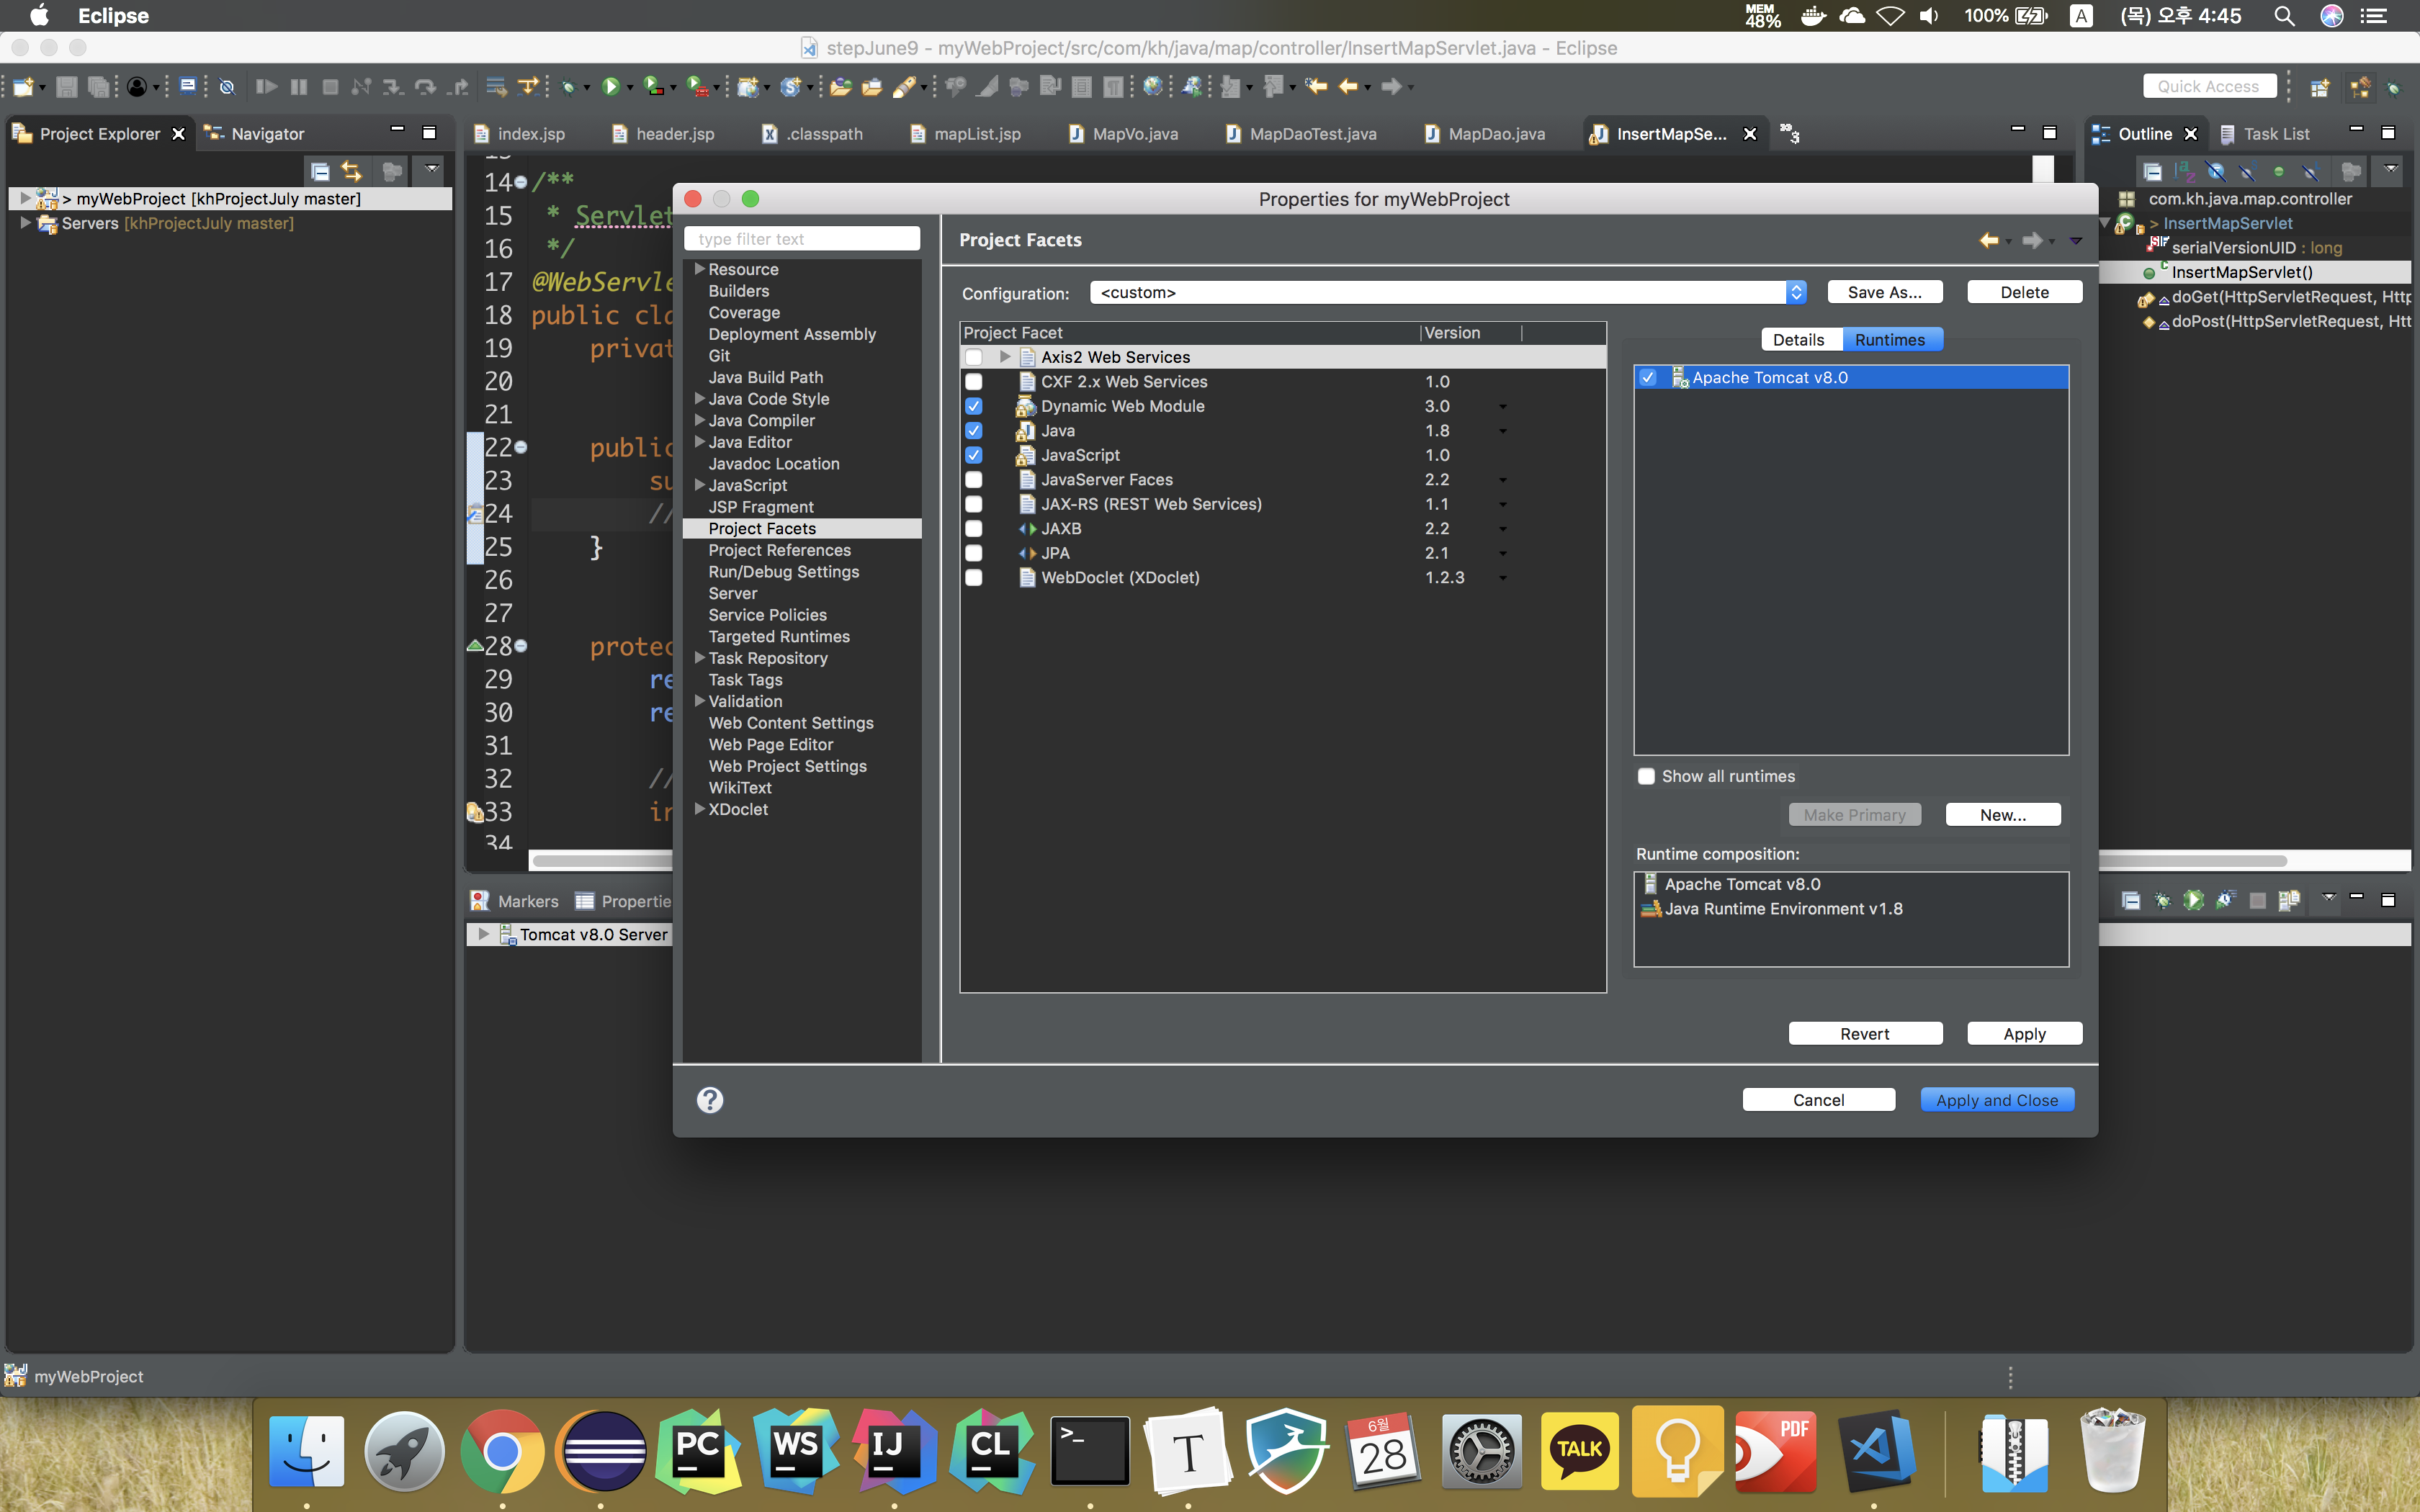 Eclipse
MEM
48%
100%
A
(목) 오후 4:45
stepJune9 - myWebProject/src/com/kh/java/map/controller/InsertMapServlet.java - Eclipse
Quick Access
Project Explorer
Navigator
> myWebProject [khProjectJuly master]
Servers [khProjectJuly master]
index.jsp
header.jsp
.classpath
mapList.jsp
MapVo.java
MapDaoTest.java
MapDao.java
InsertMapSe...
3
14 /**
15 * Servlet
16 */
17 @WebServle
18 public cla
19 privat
20
21
22 public
23 su
24 //
25 }
26
27
28 protec
29 re
30 re
31
32 //
33 in
34
Properties for myWebProject
type filter text
Resource
Builders
Coverage
Deployment Assembly
Git
Java Build Path
Java Code Style
Java Compiler
Java Editor
Javadoc Location
JavaScript
JSP Fragment
Project Facets
Project References
Run/Debug Settings
Server
Service Policies
Targeted Runtimes
Task Repository
Task Tags
Validation
Web Content Settings
Web Page Editor
Web Project Settings
WikiText
XDoclet
Project Facets
Configuration:
<custom>
Save As...
Delete
Project Facet Version
Axis2 Web Services
CXF 2.x Web Services 1.0
Dynamic Web Module 3.0
Java 1.8
JavaScript 1.0
JavaServer Faces 2.2
JAX-RS (REST Web Services) 1.1
JAXB 2.2
JPA 2.1
WebDoclet (XDoclet) 1.2.3
Details
Runtimes
Apache Tomcat v8.0
Show all runtimes
Make Primary
New...
Runtime composition:
Apache Tomcat v8.0
Java Runtime Environment v1.8
Revert
Apply
Cancel
Apply and Close
Outline
Task List
com.kh.java.map.controller
> InsertMapServlet
serialVersionUID : long
InsertMapServlet()
doGet(HttpServletRequest, Http
doPost(HttpServletRequest, Htt
Markers
Propertie
Tomcat v8.0 Server
myWebProject
PC
WS
IJ
CL
>_
T
6월
28
TALK
PDF